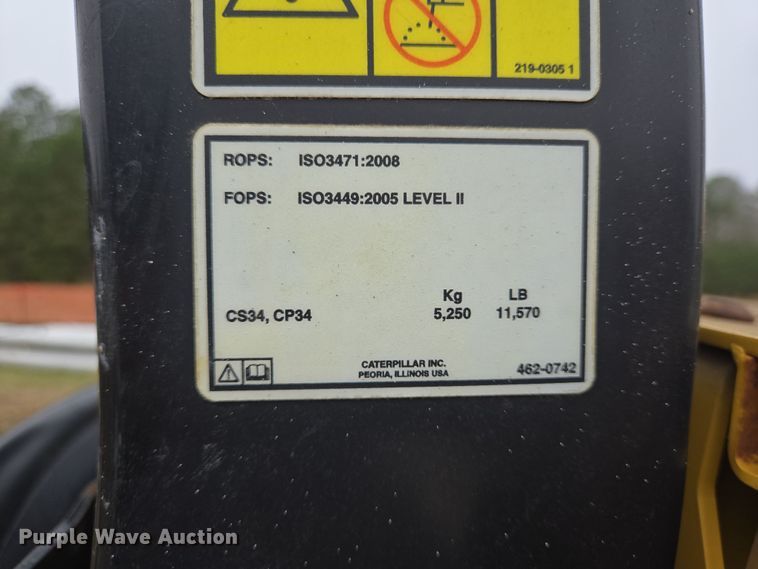 219-0305 1
ROPS: ISO3471:2008
FOPS: ISO3449:2005 LEVEL II
Kg LB
CS34, CP34 5,250 11,570
CATERPILLAR INC.
PEORIA, ILLINOIS USA
462-0742
Purple Wave Auction